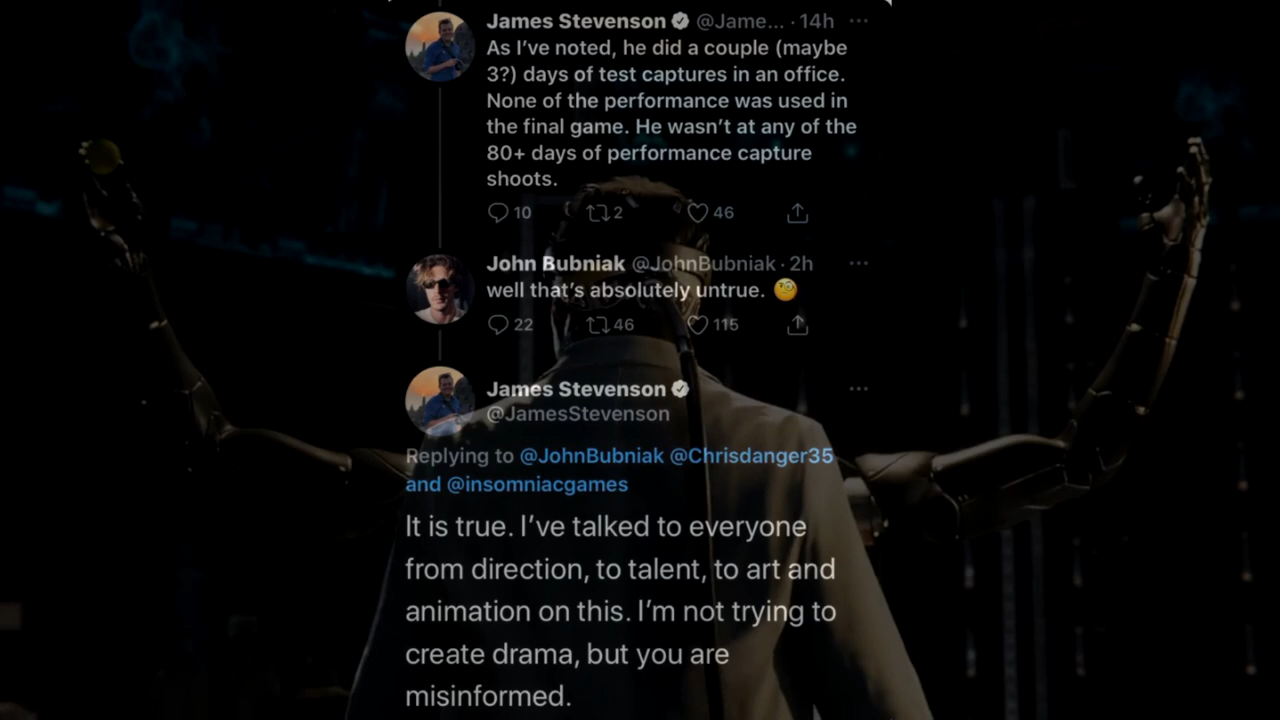 James Stevenson @Jame... · 14h
As I've noted, he did a couple (maybe
3?) days of test captures in an office.
None of the performance was used in
the final game. He wasn't at any of the
80+ days of performance capture
shoots.
10 2 46
John Bubniak @JohnBubniak · 2h
well that's absolutely untrue. 🧐
22 46 115
James Stevenson
@JamesStevenson
Replying to @JohnBubniak @Chrisdanger35
and @insomniacgames
It is true. I've talked to everyone
from direction, to talent, to art and
animation on this. I'm not trying to
create drama, but you are
misinformed.